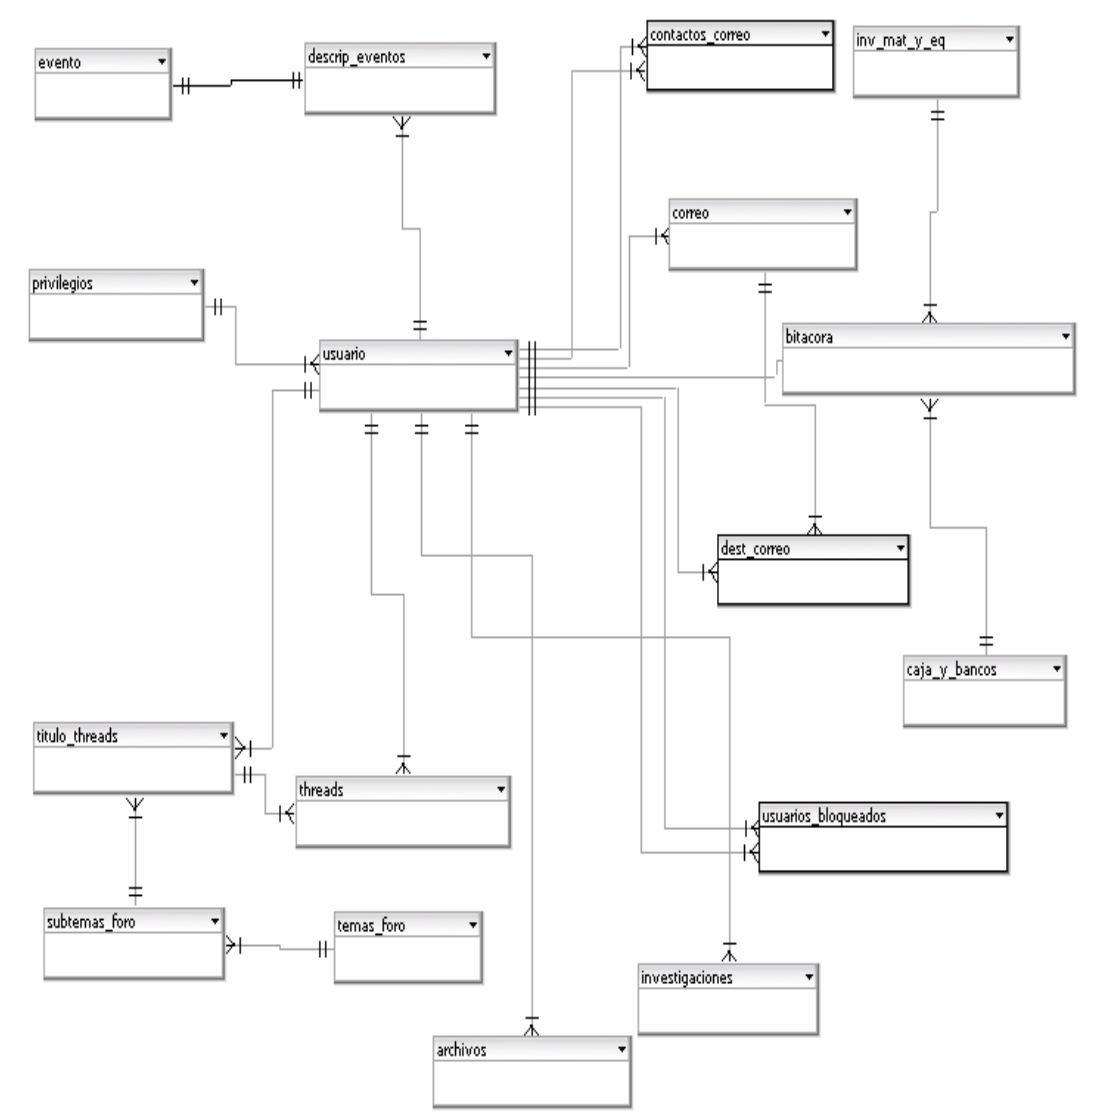 contactos_correo
inv_mat_y_eq
evento
descrip_eventos
correo
privilegios
usuario
bitacora
dest_correo
caja_y_bancos
titulo_threads
threads
usuarios_bloqueados
subtemas_foro
temas_foro
investigaciones
archivos